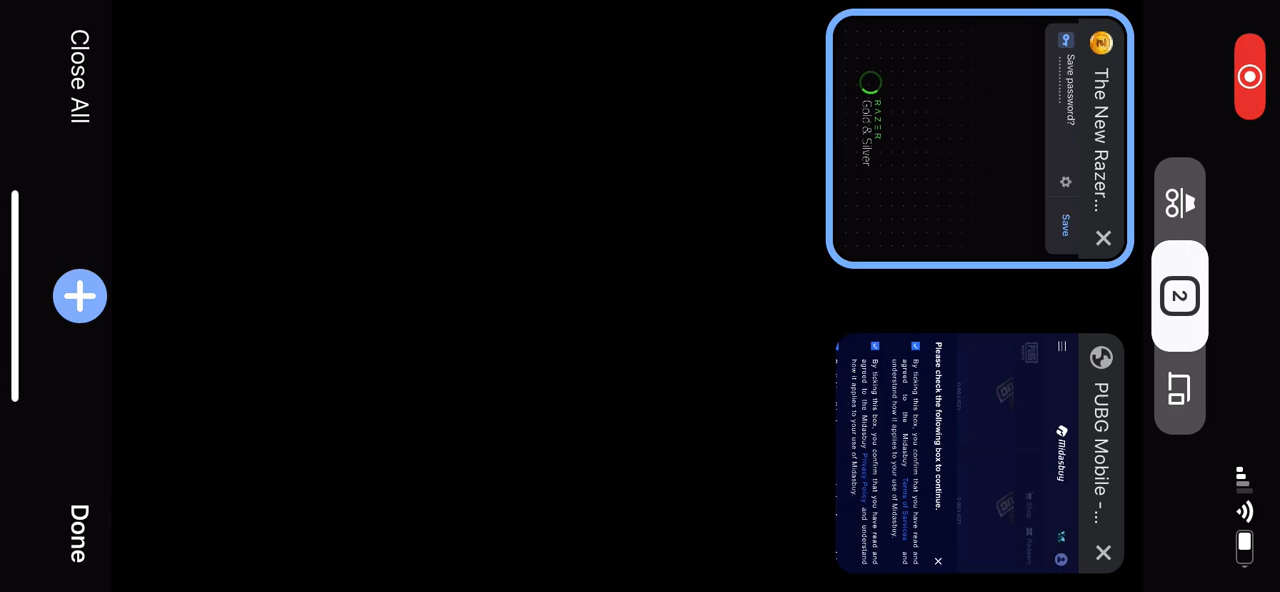 2
The New Razer...
Save password?
Save
RAZER
Gold & Silver
PUBG Mobile -...
midasbuy
Shop
Redeem
Please check the following box to continue.
By ticking this box, you confirm that you have read and
agreed to the Midasbuy Terms of Services and
understand how it applies to your use of Midasbuy.
By ticking this box, you confirm that you have read and
agreed to the Midasbuy Privacy Policy and understand
how it applies to your use of Midasbuy.
Close All
Done